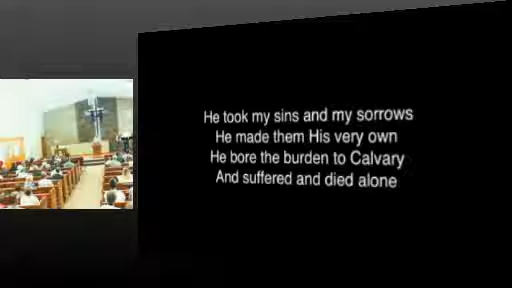 He took my sins and my sorrows
He made them His very own
He bore the burden to Calvary
And suffered and died alone